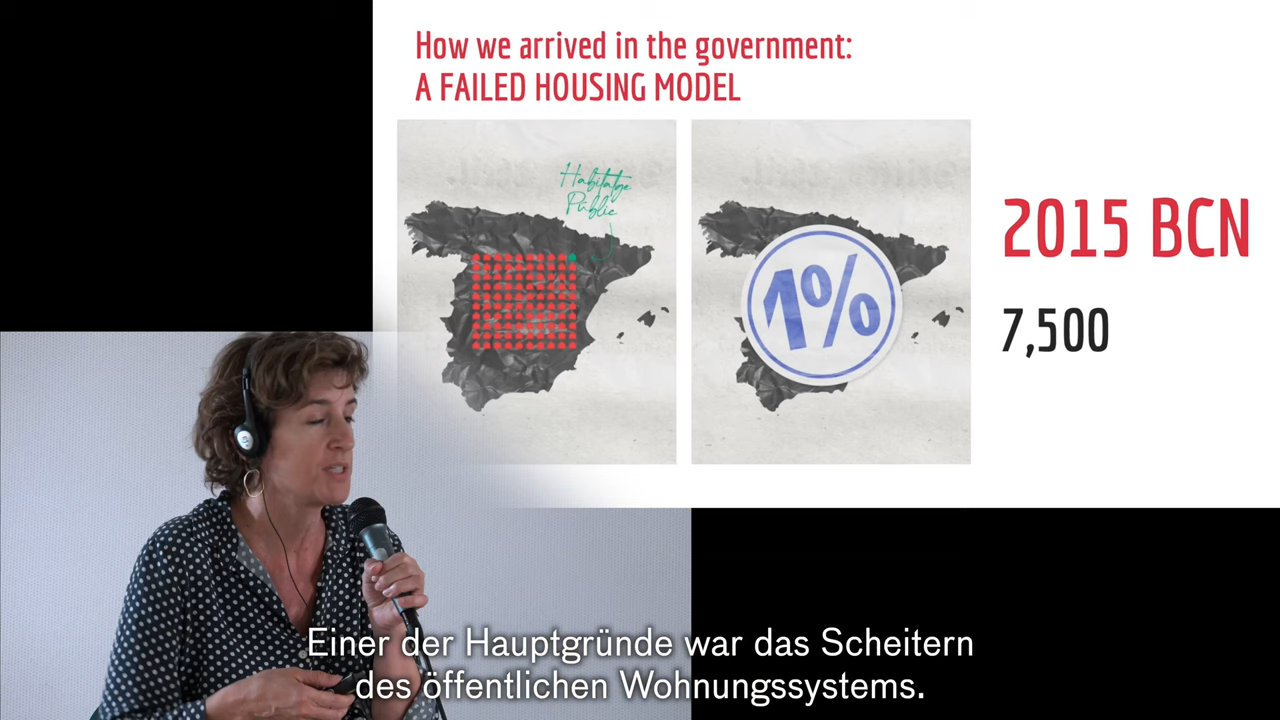 How we arrived in the government:
A FAILED HOUSING MODEL
Habitatge
Públic
1%
2015 BCN
7,500
Einer der Hauptgründe war das Scheitern
des öffentlichen Wohnungssystems.